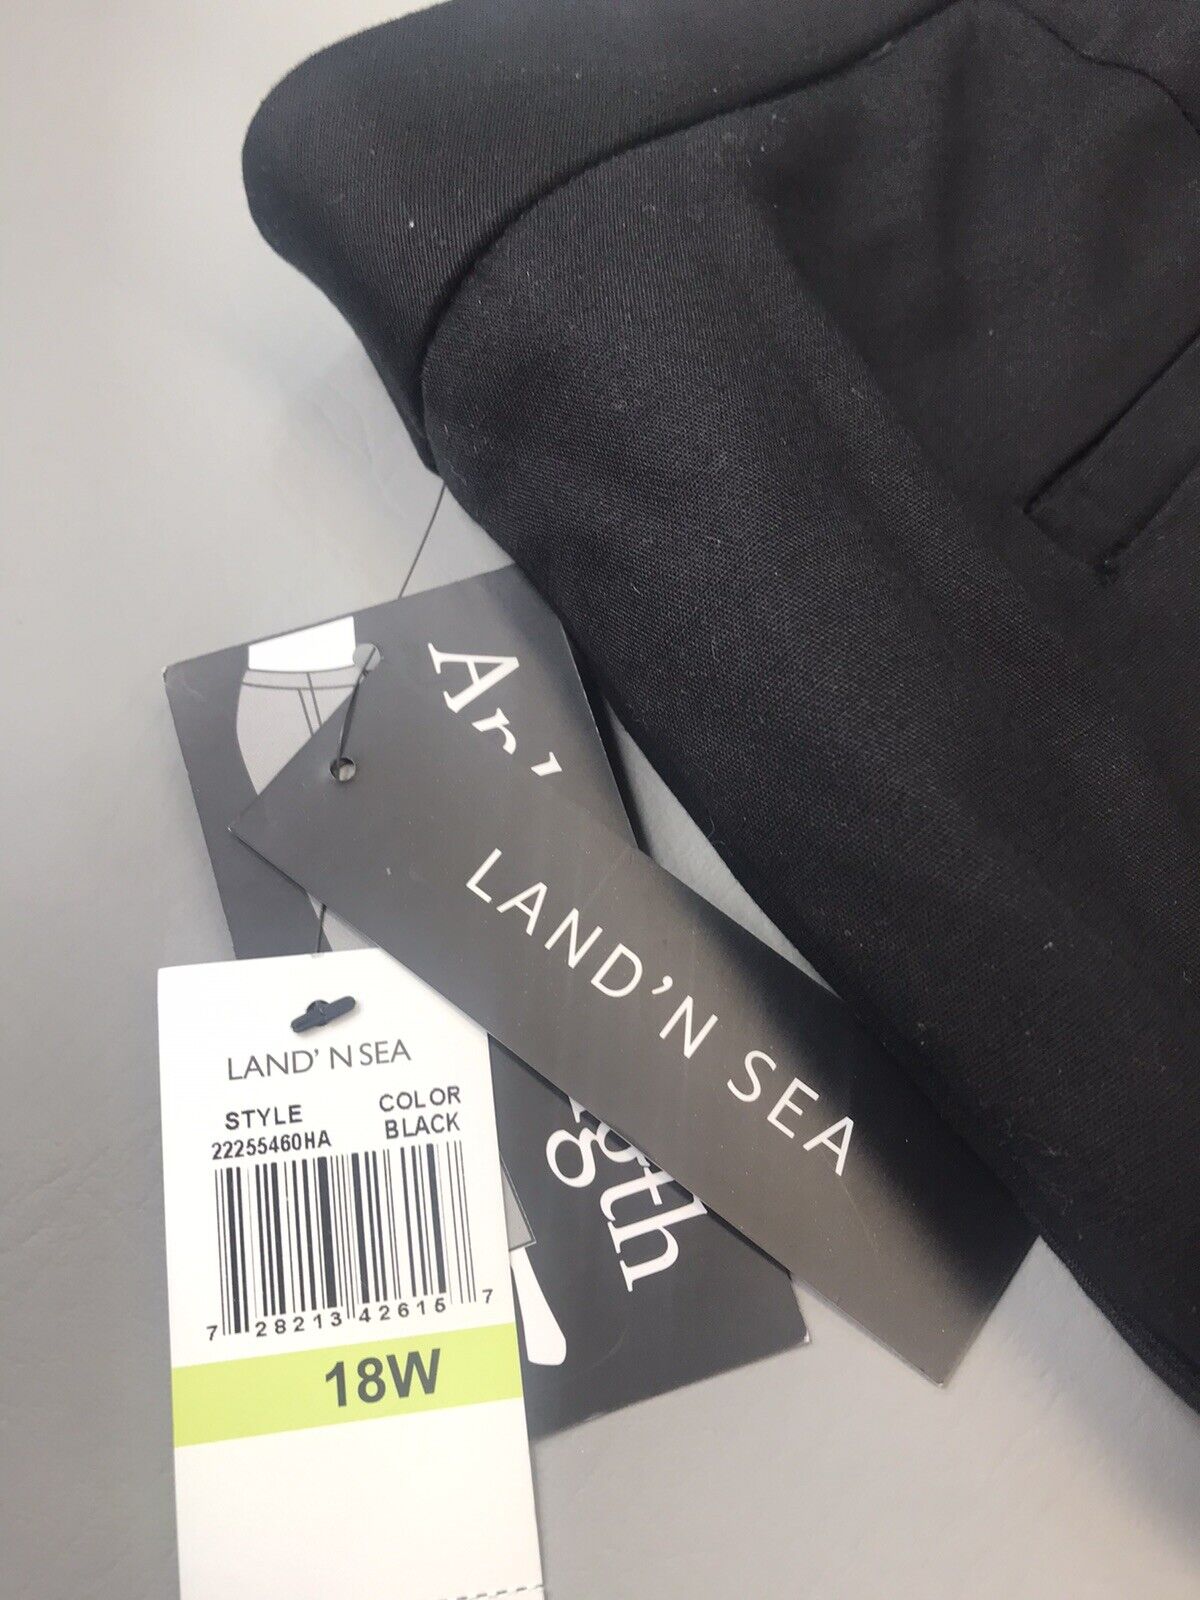 LAND'N SEA
LAND' N SEA
STYLE COLOR
22255460HA BLACK
7 28213 42615 7
18W